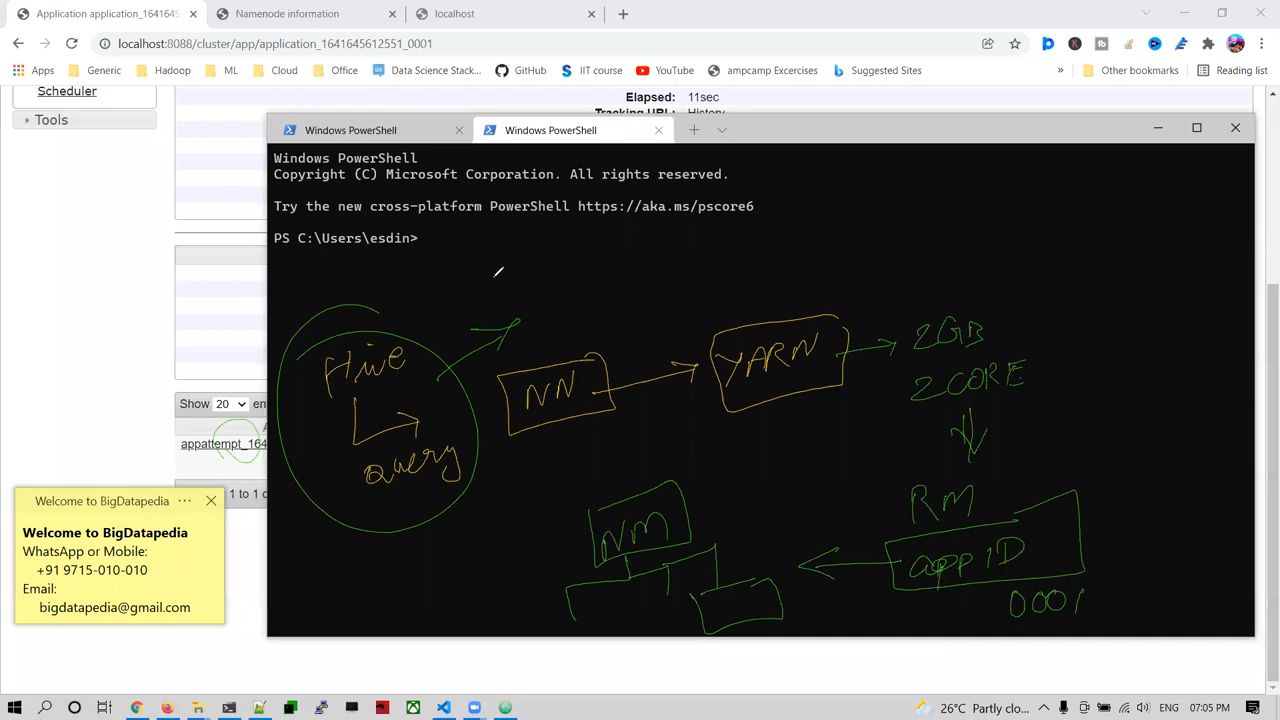 Application application_1641645
Namenode information
localhost
localhost:8088/cluster/app/application_1641645612551_0001
Apps
Generic
Hadoop
ML
Cloud
Office
Data Science Stack...
GitHub
IIT course
YouTube
ampcamp Excercises
Suggested Sites
»
Other bookmarks
Reading list
Scheduler
Tools
Elapsed: 11sec
History
Windows PowerShell
Windows PowerShell
Windows PowerShell
Copyright (C) Microsoft Corporation. All rights reserved.
Try the new cross-platform PowerShell https://aka.ms/pscore6
PS C:\Users\esdin>
Hive
query
NN
YARN
2GB
2CORE
RM
app ID
0001
NM
Show 20 en
appattempt_164
1 to 1 o
Welcome to BigDatapedia
Welcome to BigDatapedia
WhatsApp or Mobile:
+91 9715-010-010
Email:
bigdatapedia@gmail.com
26°C Partly clo...
ENG
07:05 PM